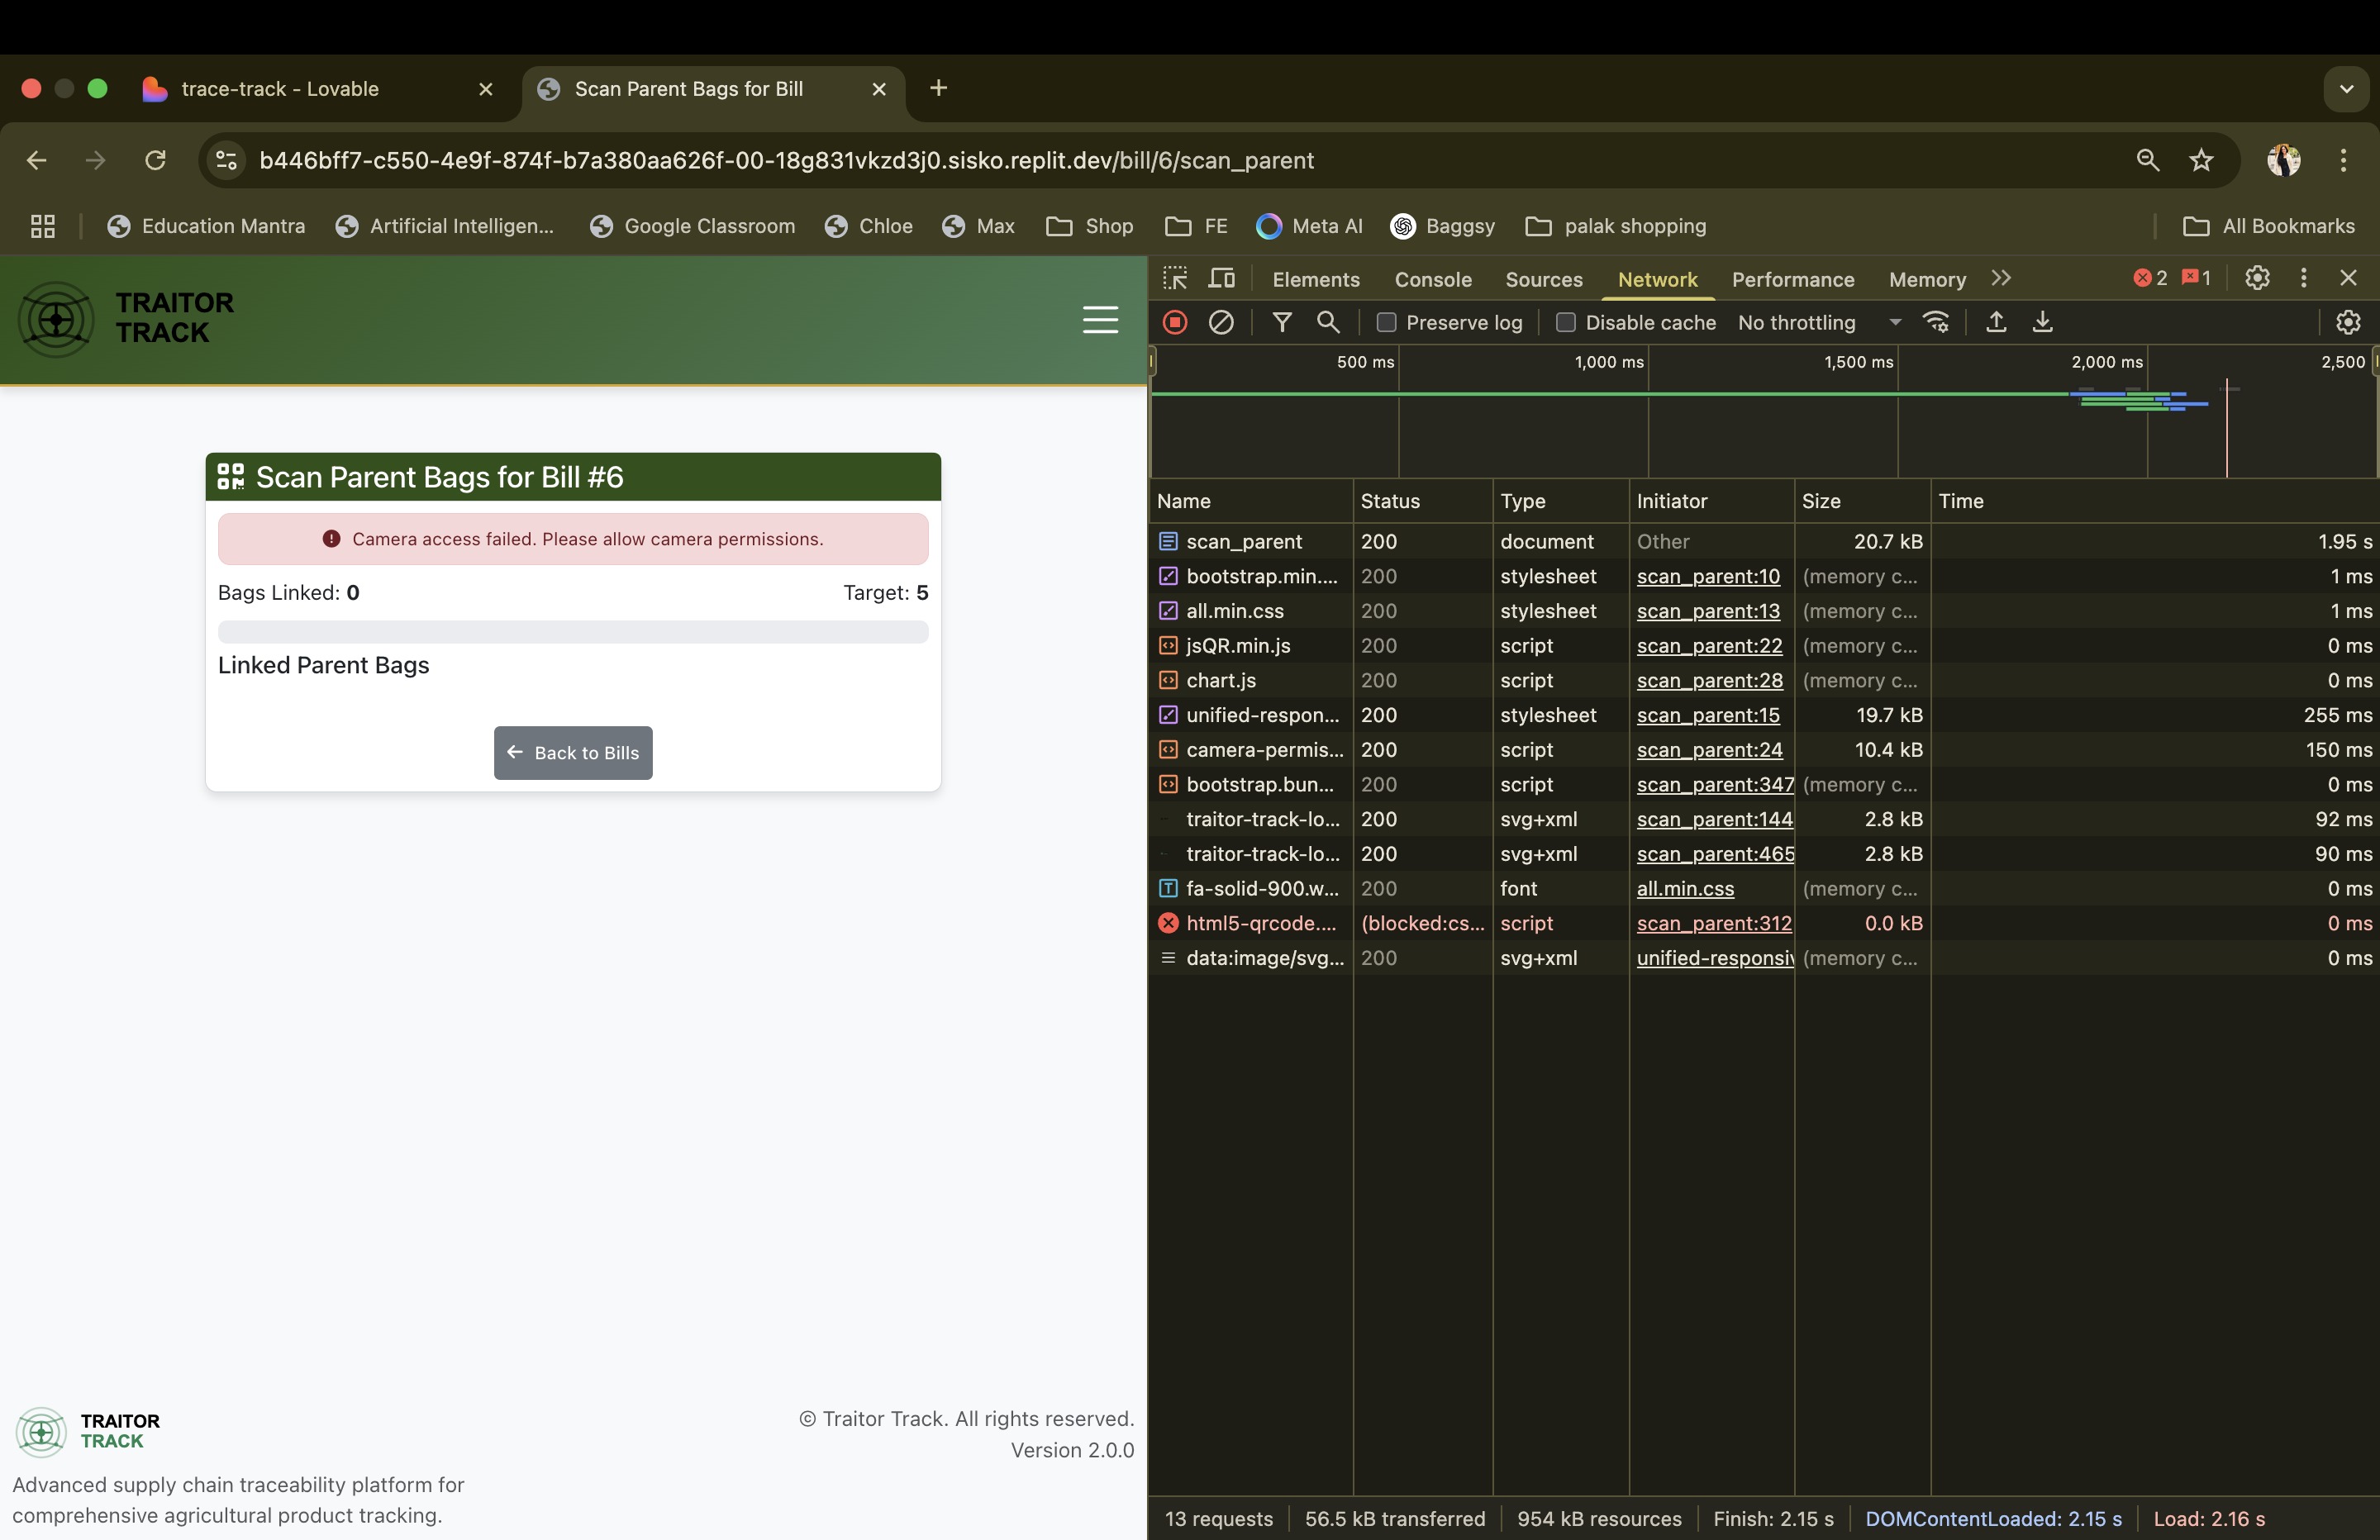 trace-track - Lovable
Scan Parent Bags for Bill
b446bff7-c550-4e9f-874f-b7a380aa626f-00-18g831vkzd3j0.sisko.replit.dev/bill/6/scan_parent
Education Mantra
Artificial Intelligen...
Google Classroom
Chloe
Max
Shop
FE
Meta AI
Baggsy
palak shopping
All Bookmarks
TRAITOR
TRACK
Scan Parent Bags for Bill #6
Camera access failed. Please allow camera permissions.
Bags Linked: 0 Target: 5
Linked Parent Bags
Back to Bills
TRAITOR
TRACK
Advanced supply chain traceability platform for
comprehensive agricultural product tracking.
© Traitor Track. All rights reserved.
Version 2.0.0
Elements Console Sources Network Performance Memory 2 1
Preserve log Disable cache No throttling
500 ms 1,000 ms 1,500 ms 2,000 ms 2,500
Name Status Type Initiator Size Time
scan_parent 200 document Other 20.7 kB 1.95 s
bootstrap.min.... 200 stylesheet scan_parent:10 (memory c... 1 ms
all.min.css 200 stylesheet scan_parent:13 (memory c... 1 ms
jsQR.min.js 200 script scan_parent:22 (memory c... 0 ms
chart.js 200 script scan_parent:28 (memory c... 0 ms
unified-respon... 200 stylesheet scan_parent:15 19.7 kB 255 ms
camera-permis... 200 script scan_parent:24 10.4 kB 150 ms
bootstrap.bun... 200 script scan_parent:347 (memory c... 0 ms
traitor-track-lo... 200 svg+xml scan_parent:144 2.8 kB 92 ms
traitor-track-lo... 200 svg+xml scan_parent:465 2.8 kB 90 ms
fa-solid-900.w... 200 font all.min.css (memory c... 0 ms
html5-qrcode.... (blocked:cs... script scan_parent:312 0.0 kB 0 ms
data:image/svg... 200 svg+xml unified-responsiv (memory c... 0 ms
13 requests 56.5 kB transferred 954 kB resources Finish: 2.15 s DOMContentLoaded: 2.15 s Load: 2.16 s